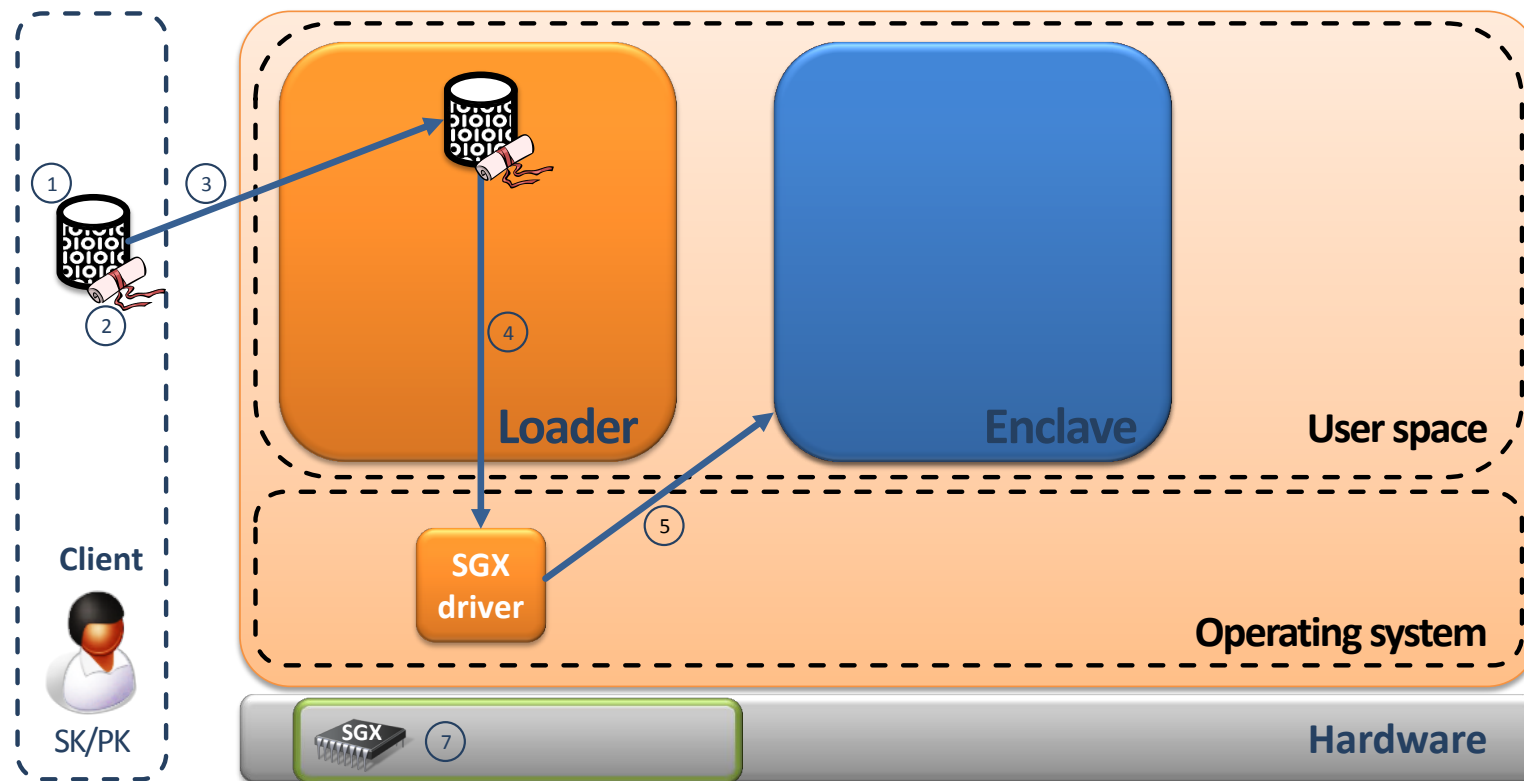 1
2
3
4
Loader
Enclave
User space
5
SGX
driver
Operating system
Client
SK/PK
SGX
7
Hardware